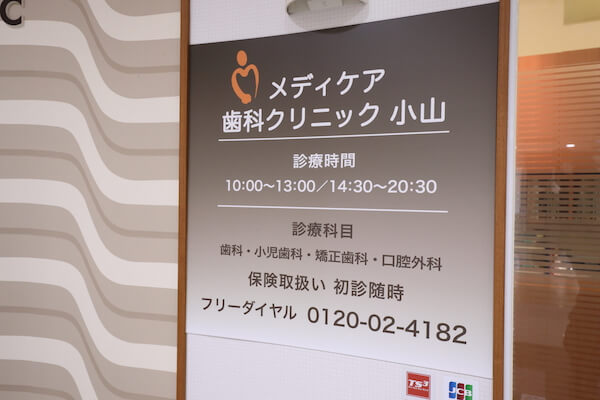 C
メディケア
歯科クリニック 小山
診療時間
10:00〜13:00／14:30〜20:30
診療科目
歯科・小児歯科・矯正歯科・口腔外科
保険取扱い 初診随時
フリーダイヤル 0120-02-4182
TS3
JCB